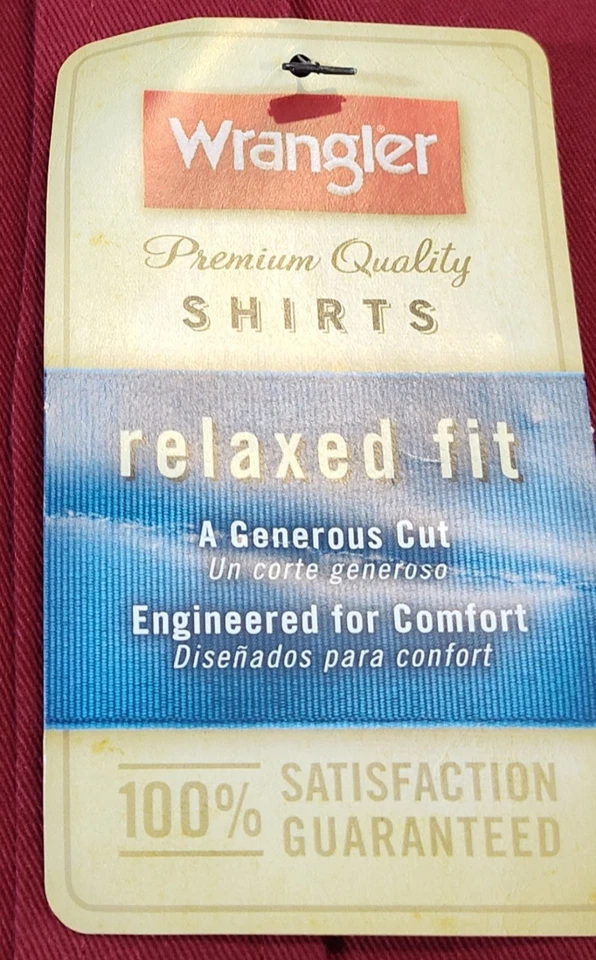 Wrangler
Premium Quality
SHIRTS
relaxed fit
A Generous Cut
Un corte generoso
Engineered for Comfort
Diseñados para confort
100% SATISFACTION
GUARANTEED